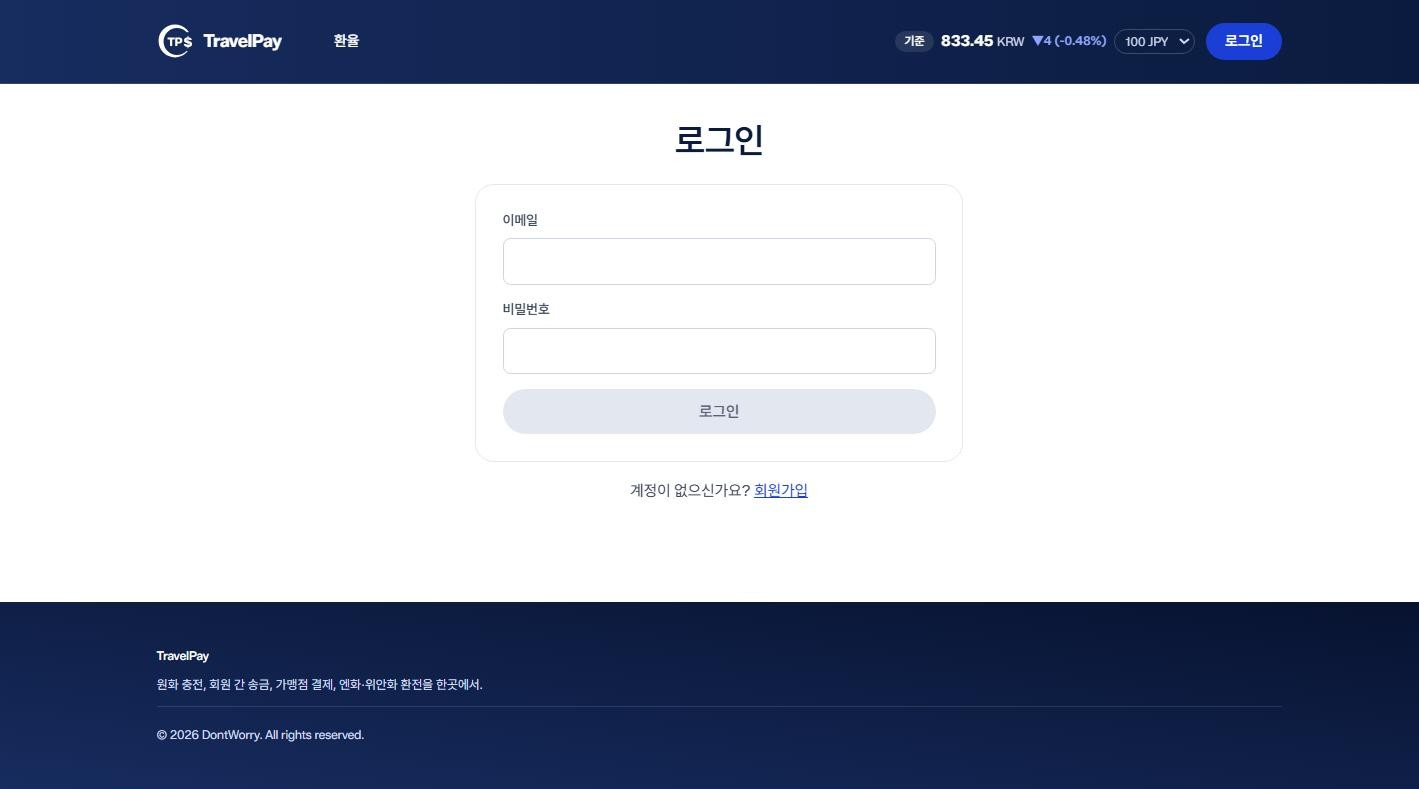 TP$ TravelPay 환율 기준 833.45 KRW ▼4 (-0.48%) 100 JPY 로그인
로그인
이메일
비밀번호
로그인
계정이 없으신가요? 회원가입
TravelPay
원화 충전, 회원 간 송금, 가맹점 결제, 엔화·위안화 환전을 한곳에서.
© 2026 DontWorry. All rights reserved.